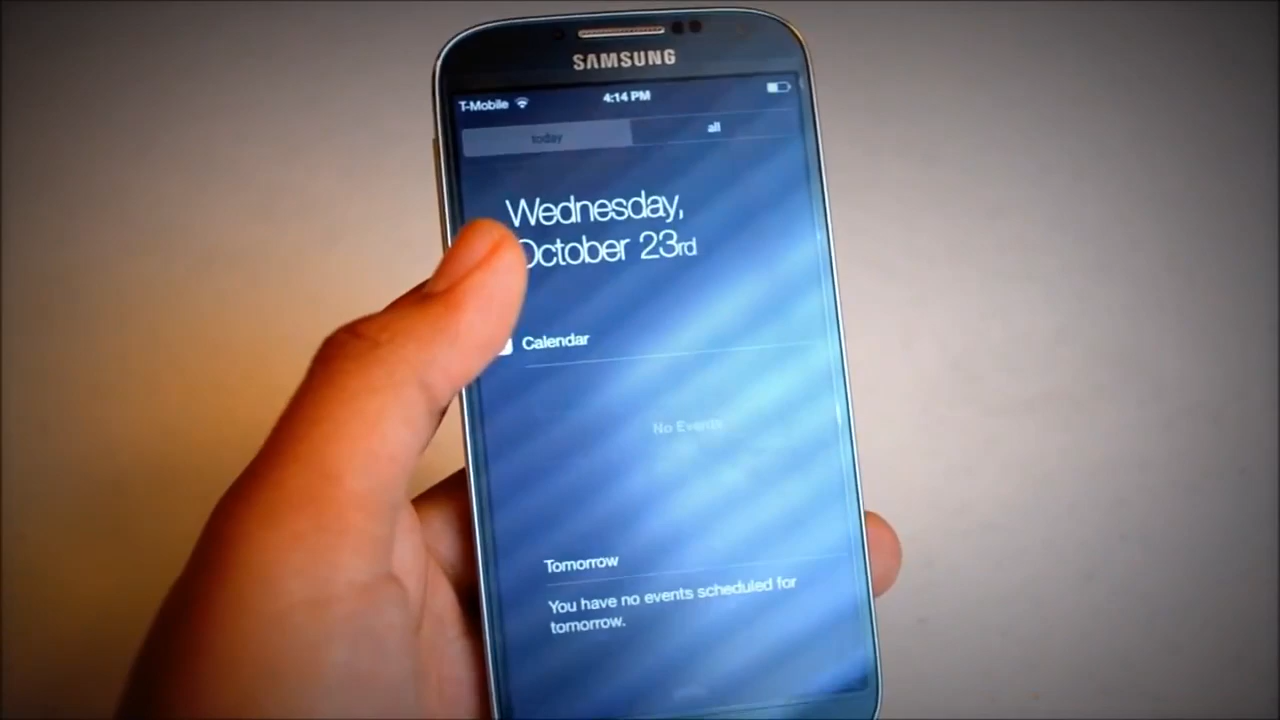 SAMSUNG
T-Mobile 4:14 PM
today all
Wednesday,
October 23rd
Calendar
No Events
Tomorrow
You have no events scheduled for
tomorrow.